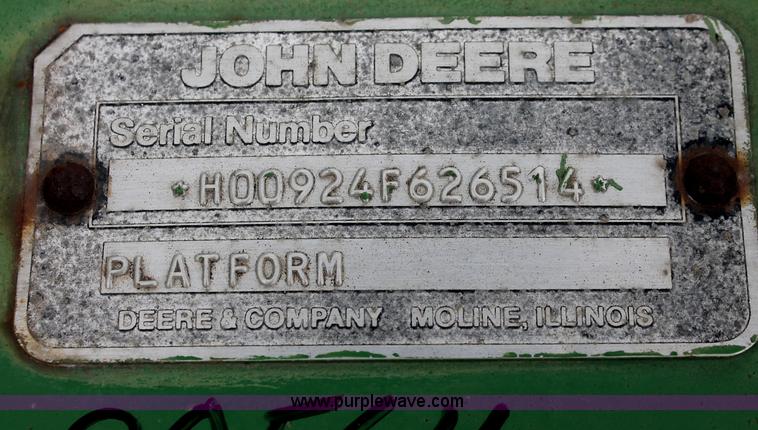 JOHN DEERE
Serial Number
*H00924F626514*
PLATFORM
DEERE & COMPANY MOLINE, ILLINOIS
www.purplewave.com